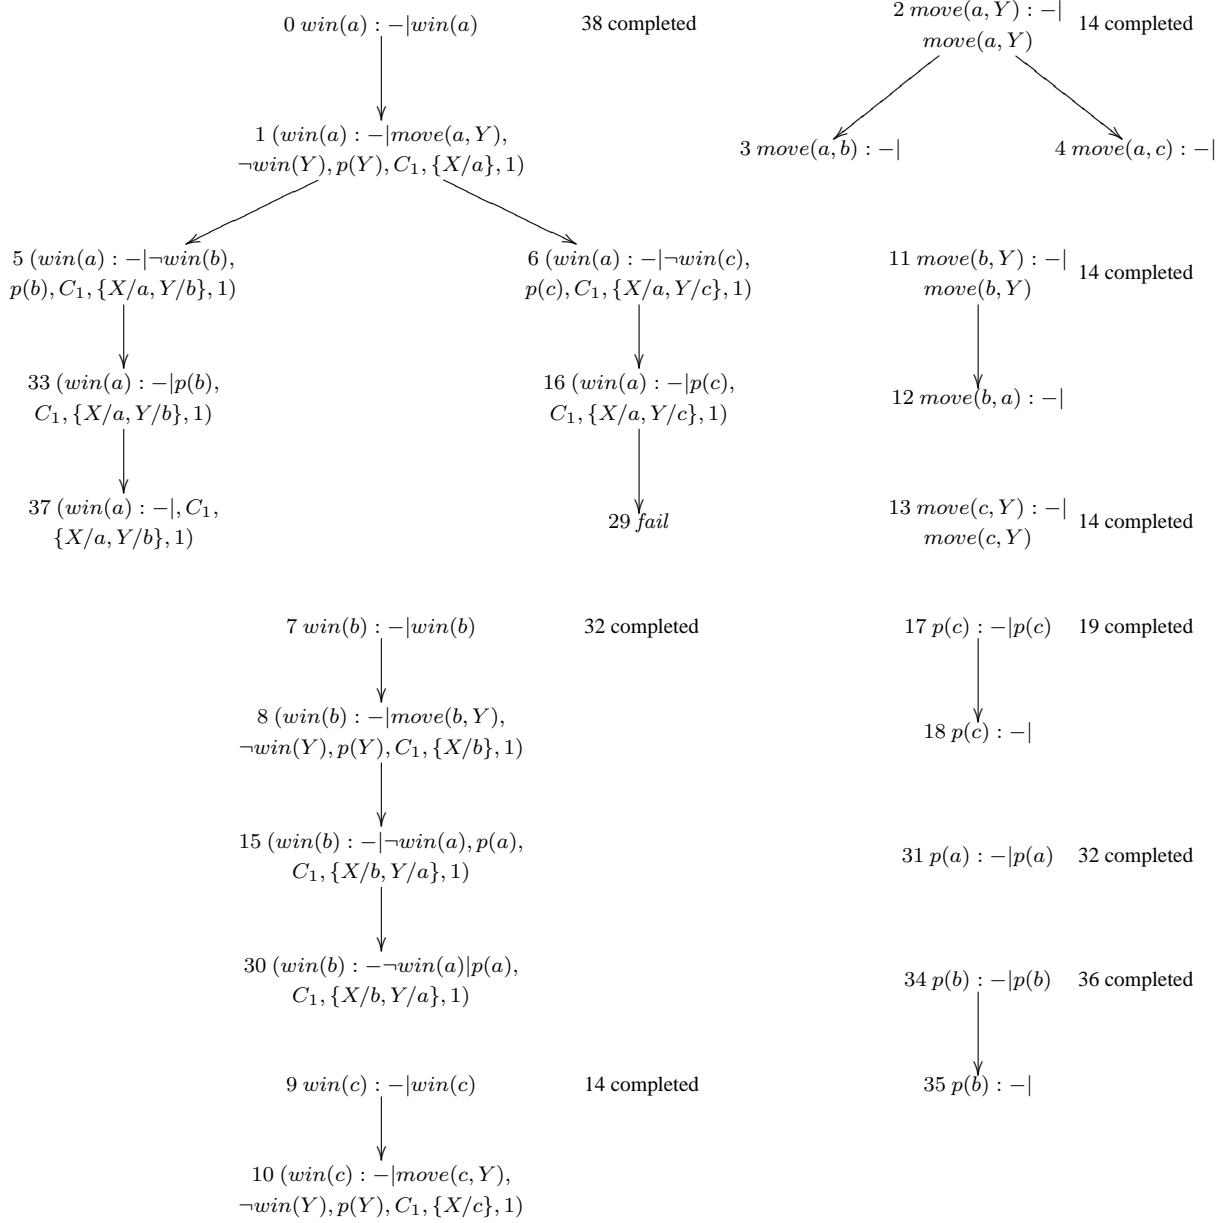 0 win(a) : −|win(a) 38 completed
2 move(a, Y) : −| 14 completed
move(a, Y)
1 (win(a) : −|move(a, Y),
¬win(Y), p(Y), C₁, {X/a}, 1)
3 move(a, b) : −|
4 move(a, c) : −|
5 (win(a) : −|¬win(b),
p(b), C₁, {X/a, Y/b}, 1)
6 (win(a) : −|¬win(c),
p(c), C₁, {X/a, Y/c}, 1)
11 move(b, Y) : −| 14 completed
move(b, Y)
33 (win(a) : −|p(b),
C₁, {X/a, Y/b}, 1)
16 (win(a) : −|p(c),
C₁, {X/a, Y/c}, 1)
12 move(b, a) : −|
37 (win(a) : −|, C₁,
{X/a, Y/b}, 1)
29 fail
13 move(c, Y) : −| 14 completed
move(c, Y)
7 win(b) : −|win(b) 32 completed
17 p(c) : −|p(c) 19 completed
8 (win(b) : −|move(b, Y),
¬win(Y), p(Y), C₁, {X/b}, 1)
18 p(c) : −|
15 (win(b) : −|¬win(a), p(a),
C₁, {X/b, Y/a}, 1)
31 p(a) : −|p(a) 32 completed
30 (win(b) : −¬win(a)|p(a),
C₁, {X/b, Y/a}, 1)
34 p(b) : −|p(b) 36 completed
9 win(c) : −|win(c) 14 completed
35 p(b) : −|
10 (win(c) : −|move(c, Y),
¬win(Y), p(Y), C₁, {X/c}, 1)